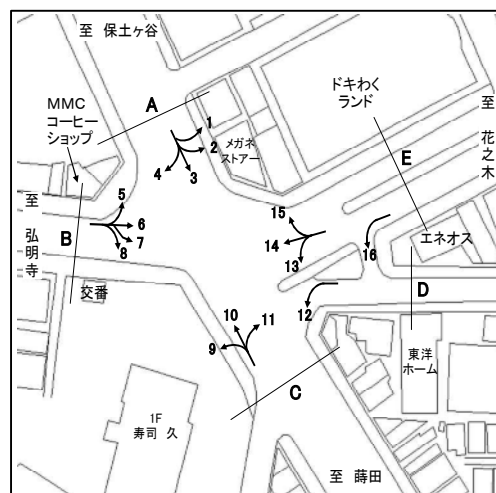 至 保土ヶ谷
ドキわく
ランド
至
花之木
MMC
コーヒー
ショップ
A
1
2
メガネ
ストアー
3
4
E
5
6
7
8
至
弘明寺
B
15
14
13
16
エネオス
交番
D
12
10
11
9
東洋
ホーム
C
1F
寿司 久
至 蒔田